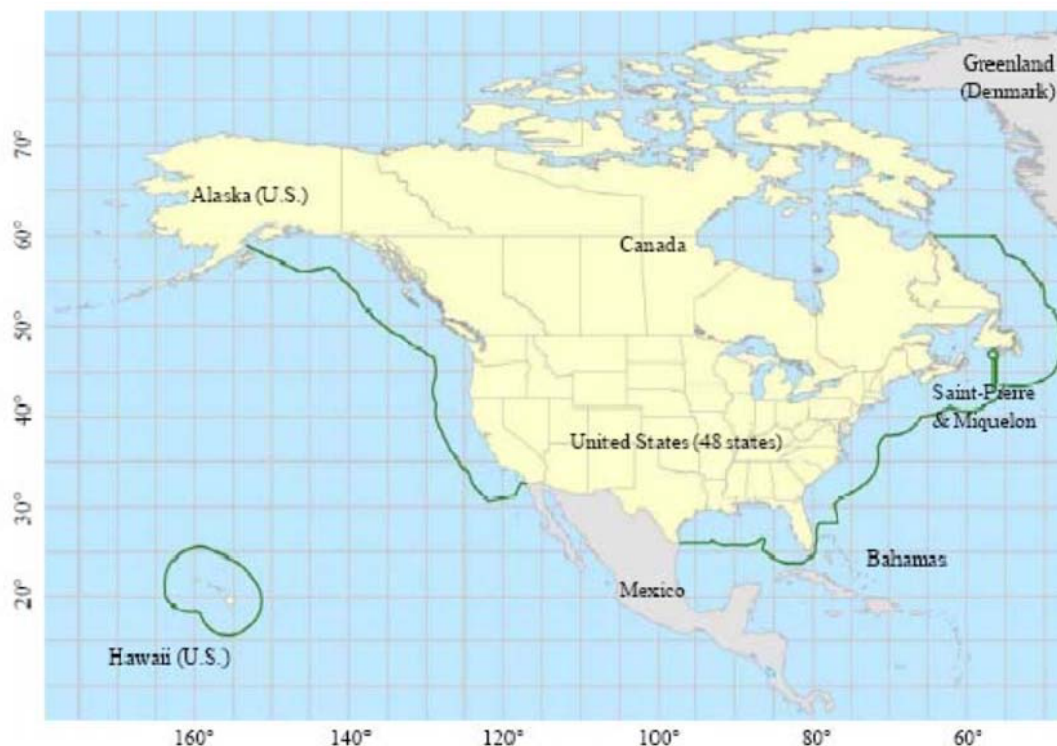 Greenland
(Denmark)
70°
Alaska (U.S.)
60°
Canada
50°
Saint-Pierre
& Miquelon
40°
United States (48 states)
30°
Bahamas
Mexico
20°
Hawaii (U.S.)
160° 140° 120° 100° 80° 60°